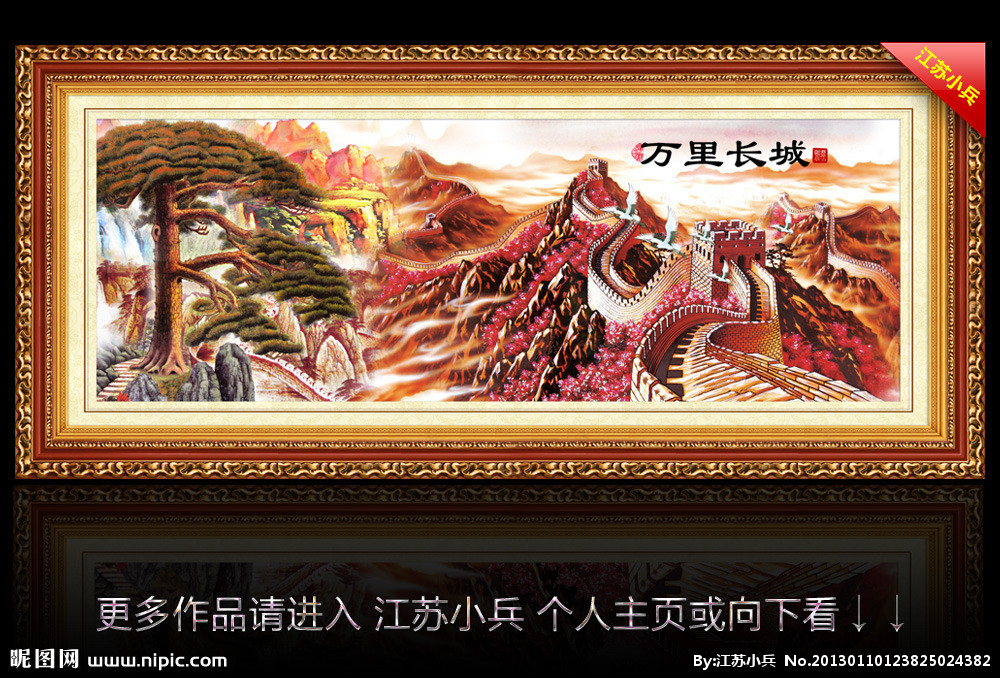 江苏小兵
万里长城
更多作品请进入 江苏小兵 个人主页或向下看↓ ↓
昵图网 www.nipic.com
By:江苏小兵 No.20130110123825024382